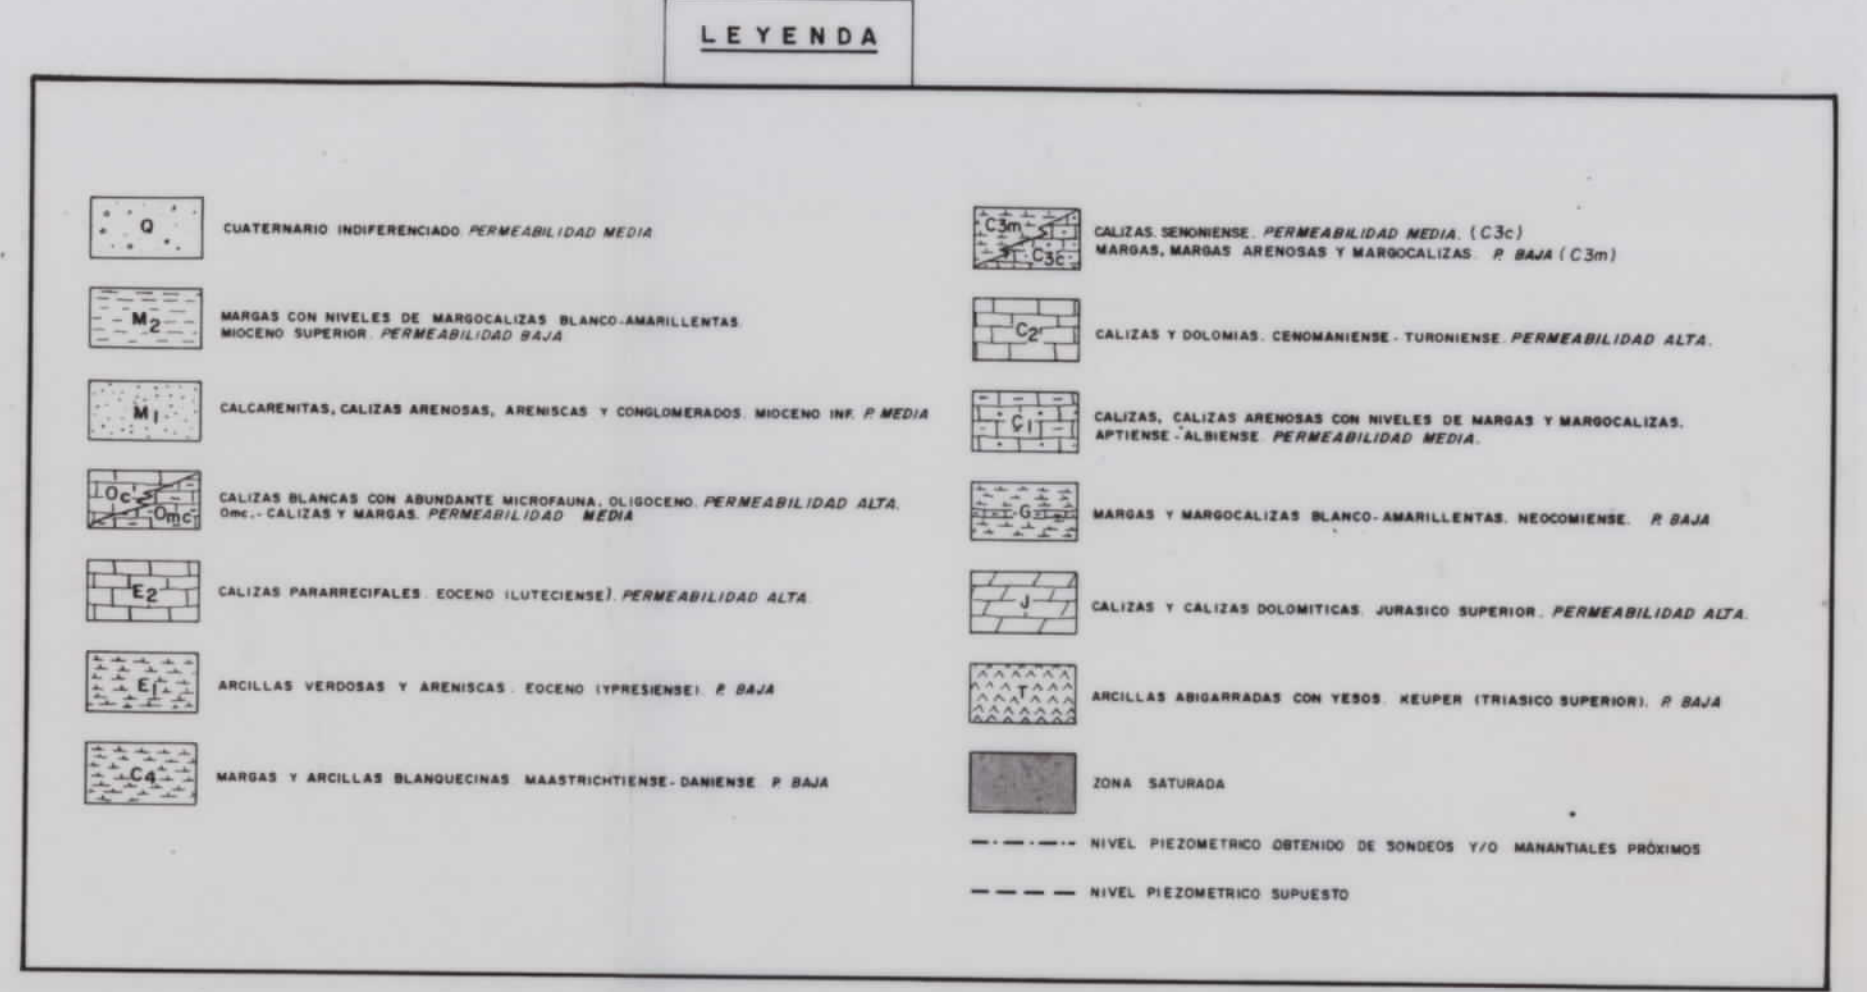 LEYENDA
Q
CUATERNARIO INDIFERENCIADO. PERMEABILIDAD MEDIA
M2
MARGAS CON NIVELES DE MARGOCALIZAS BLANCO-AMARILLENTAS
MIOCENO SUPERIOR. PERMEABILIDAD BAJA
M1
CALCARENITAS, CALIZAS ARENOSAS, ARENISCAS Y CONGLOMERADOS. MIOCENO INF. P. MEDIA
Oc
Omc
CALIZAS BLANCAS CON ABUNDANTE MICROFAUNA, OLIGOCENO. PERMEABILIDAD ALTA.
Omc.- CALIZAS Y MARGAS. PERMEABILIDAD MEDIA
E2
CALIZAS PARARRECIFALES. EOCENO (LUTECIENSE). PERMEABILIDAD ALTA
E1
ARCILLAS VERDOSAS Y ARENISCAS. EOCENO (YPRESIENSE). P. BAJA
C4
MARGAS Y ARCILLAS BLANQUECINAS. MAASTRICHTIENSE-DANIENSE P. BAJA
C3m
C3c
CALIZAS. SENONIENSE. PERMEABILIDAD MEDIA. (C3c)
MARGAS, MARGAS ARENOSAS Y MARGOCALIZAS. P. BAJA (C3m)
C2
CALIZAS Y DOLOMIAS. CENOMANIENSE-TURONIENSE. PERMEABILIDAD ALTA.
C1
CALIZAS, CALIZAS ARENOSAS CON NIVELES DE MARGAS Y MARGOCALIZAS.
APTIENSE-ALBIENSE. PERMEABILIDAD MEDIA.
G
MARGAS Y MARGOCALIZAS BLANCO-AMARILLENTAS. NEOCOMIENSE. P. BAJA
J
CALIZAS Y CALIZAS DOLOMITICAS. JURASICO SUPERIOR. PERMEABILIDAD ALTA.
T
ARCILLAS ABIGARRADAS CON YESOS. KEUPER (TRIASICO SUPERIOR). P. BAJA
ZONA SATURADA
NIVEL PIEZOMETRICO OBTENIDO DE SONDEOS Y/O MANANTIALES PRÓXIMOS
NIVEL PIEZOMETRICO SUPUESTO